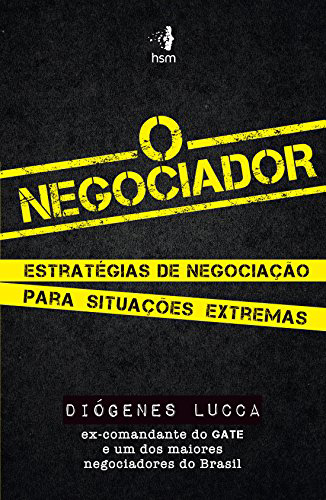 hsm
O
NEGOCIADOR
ESTRATÉGIAS DE NEGOCIAÇÃO
PARA SITUAÇÕES EXTREMAS
DIÓGENES LUCCA
ex-comandante do GATE
e um dos maiores
negociadores do Brasil